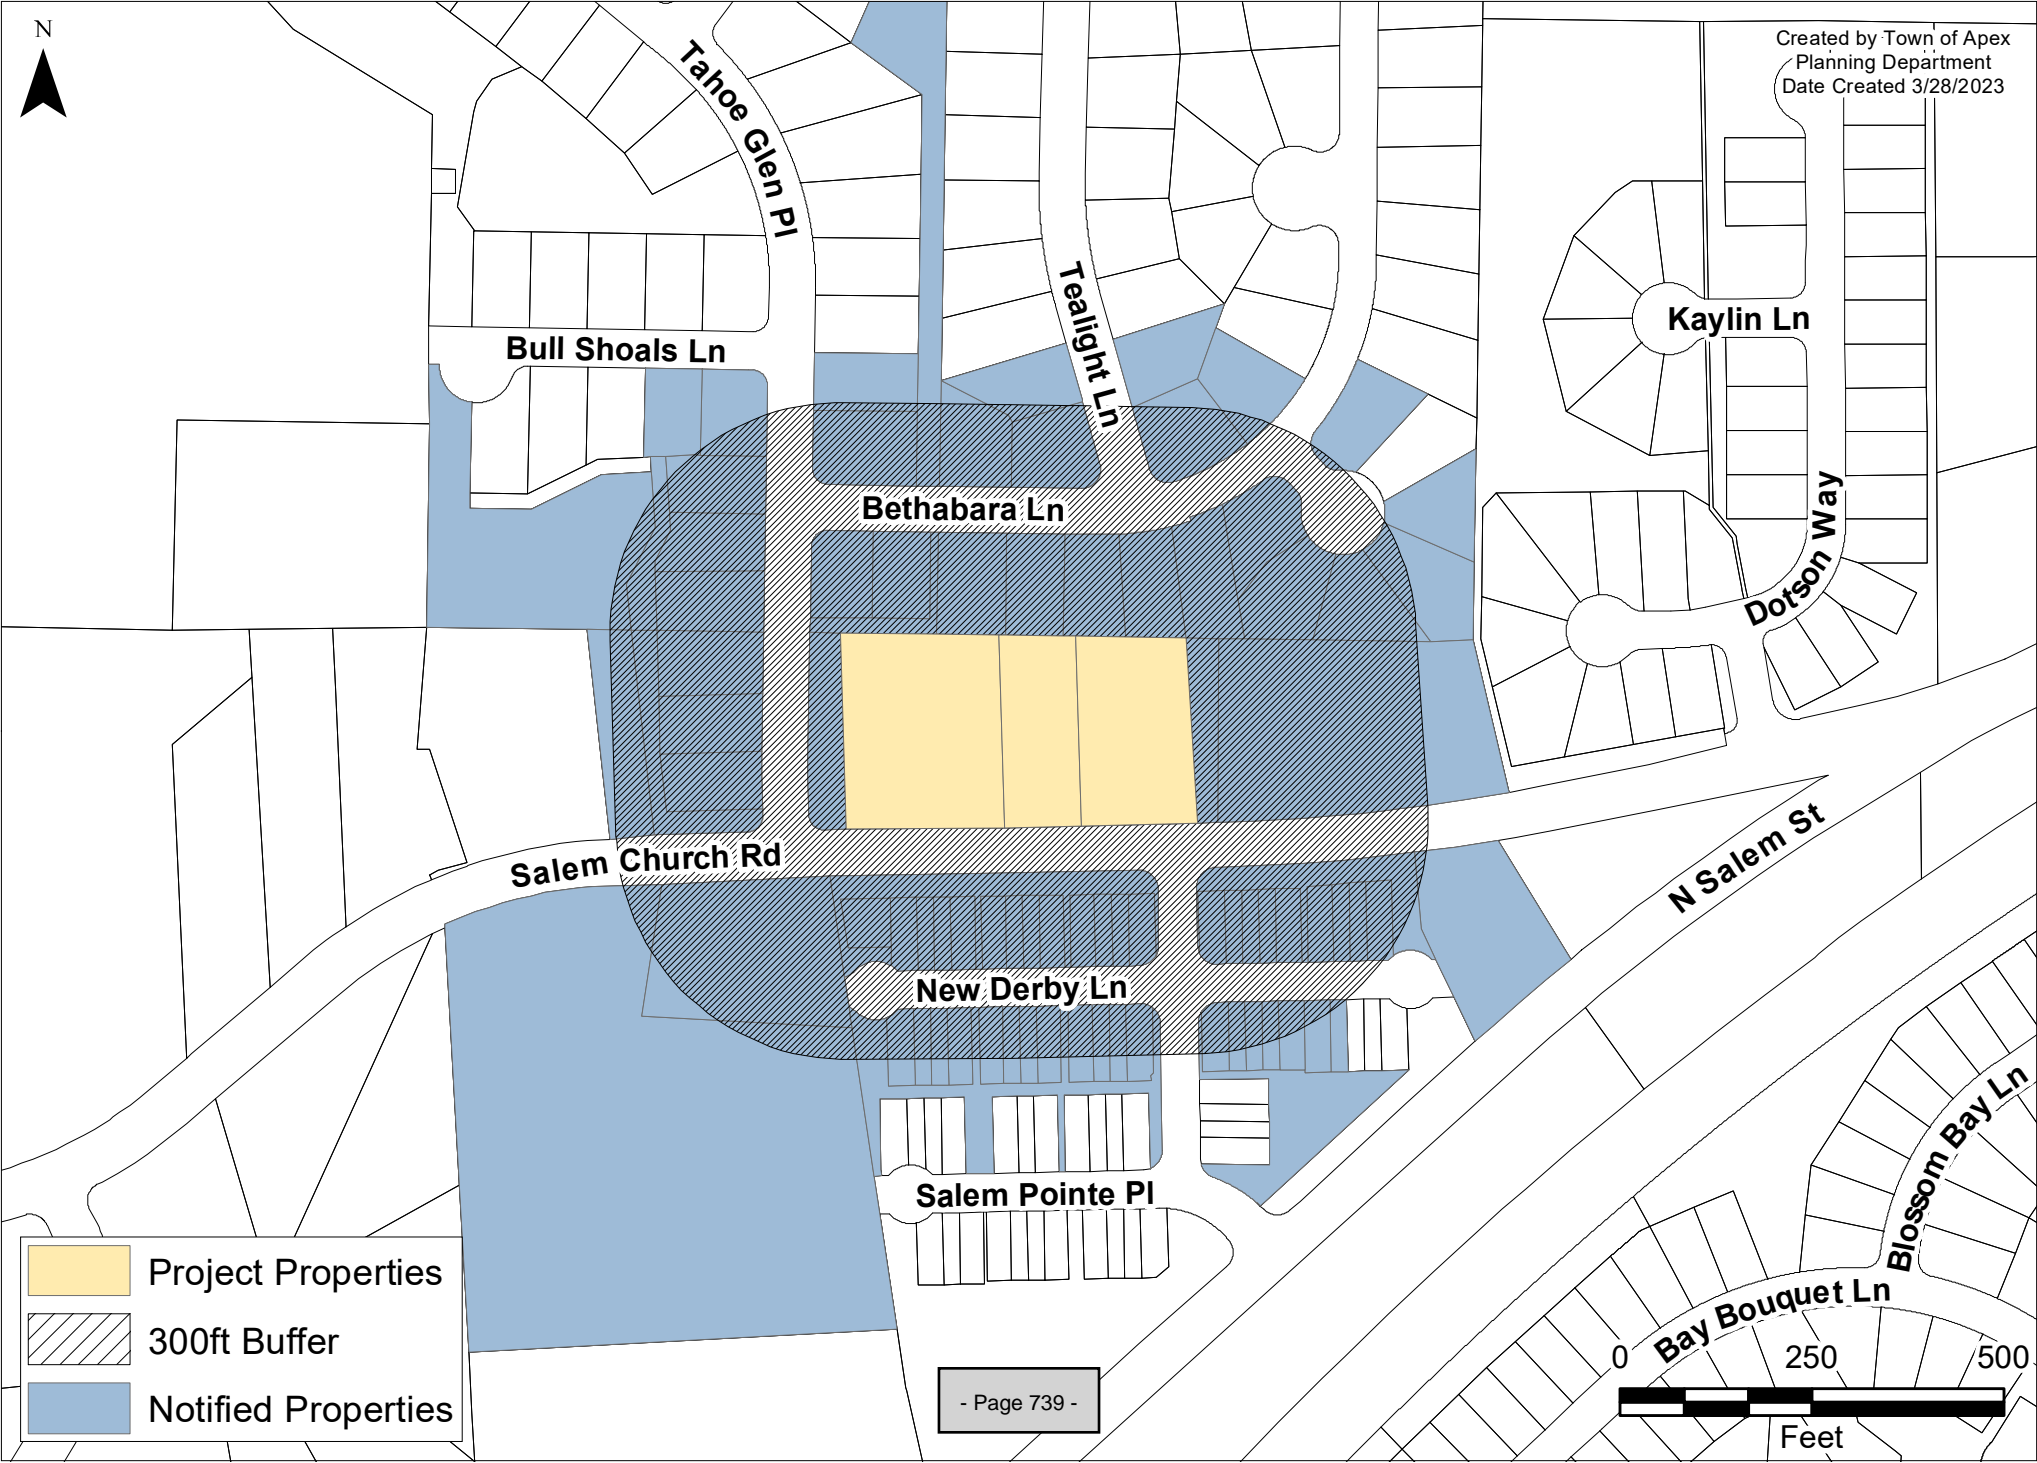 N
Created by Town of Apex
Planning Department
Date Created 3/28/2023
Tahoe Glen Pl
Tealight Ln
Kaylin Ln
Bull Shoals Ln
Bethabara Ln
Dotson Way
Salem Church Rd
N Salem St
New Derby Ln
Salem Pointe Pl
Blossom Bay Ln
Bay Bouquet Ln
Project Properties
300ft Buffer
Notified Properties
0 250 500
Feet
- Page 739 -